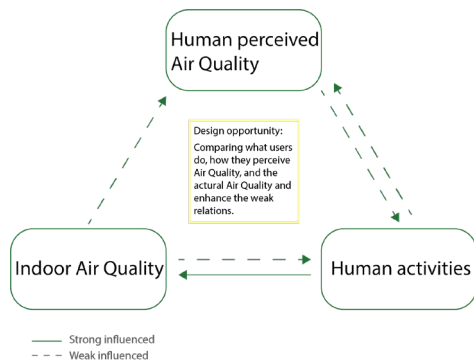 Human perceived
Air Quality
Design opportunity:
Comparing what users
do, how they perceive
Air Quality, and the
actural Air Quality and
enhance the weak
relations.
Indoor Air Quality
Human activities
Strong influenced
Weak influenced